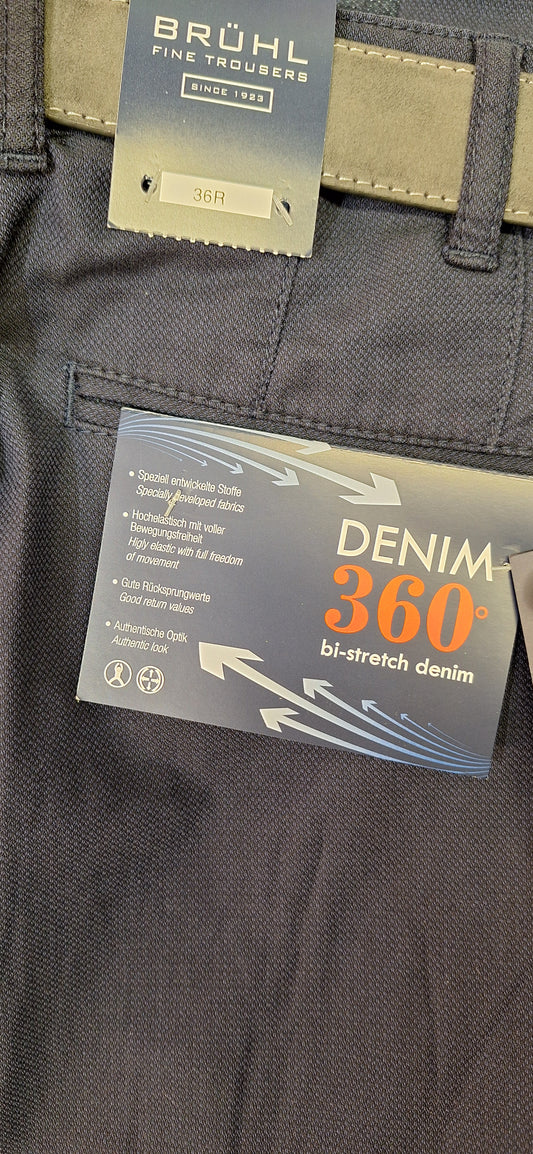 BRÜHL
FINE TROUSERS
SINCE 1923
36R
• Speziell entwickelte Stoffe
Specially developed fabrics
• Hochelastisch mit voller
Bewegungsfreiheit
Higly elastic with full freedom
of movement
• Gute Rücksprungwerte
Good return values
• Authentische Optik
Authentic look
DENIM
360°
bi-stretch denim